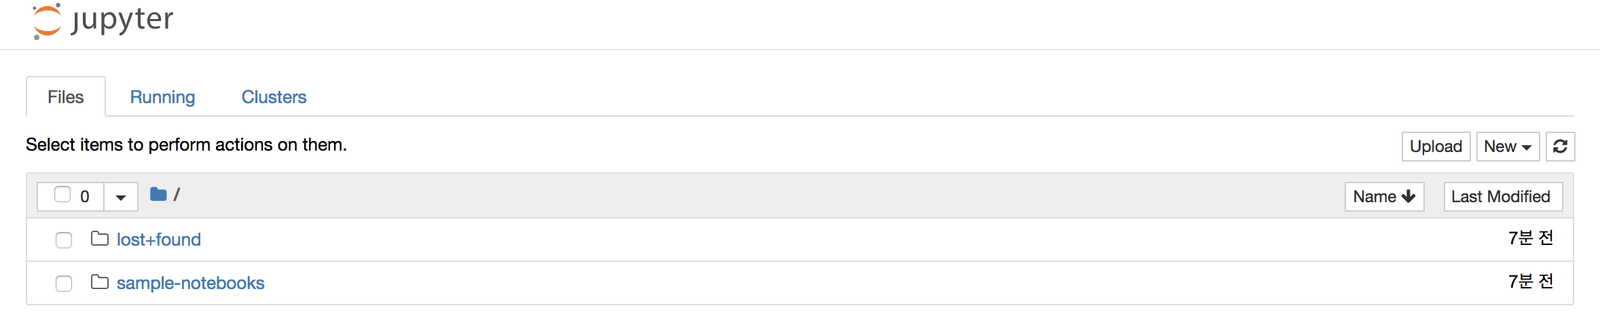 jupyter
Files Running Clusters
Select items to perform actions on them.
Upload New
0 / Name Last Modified
lost+found 7분 전
sample-notebooks 7분 전